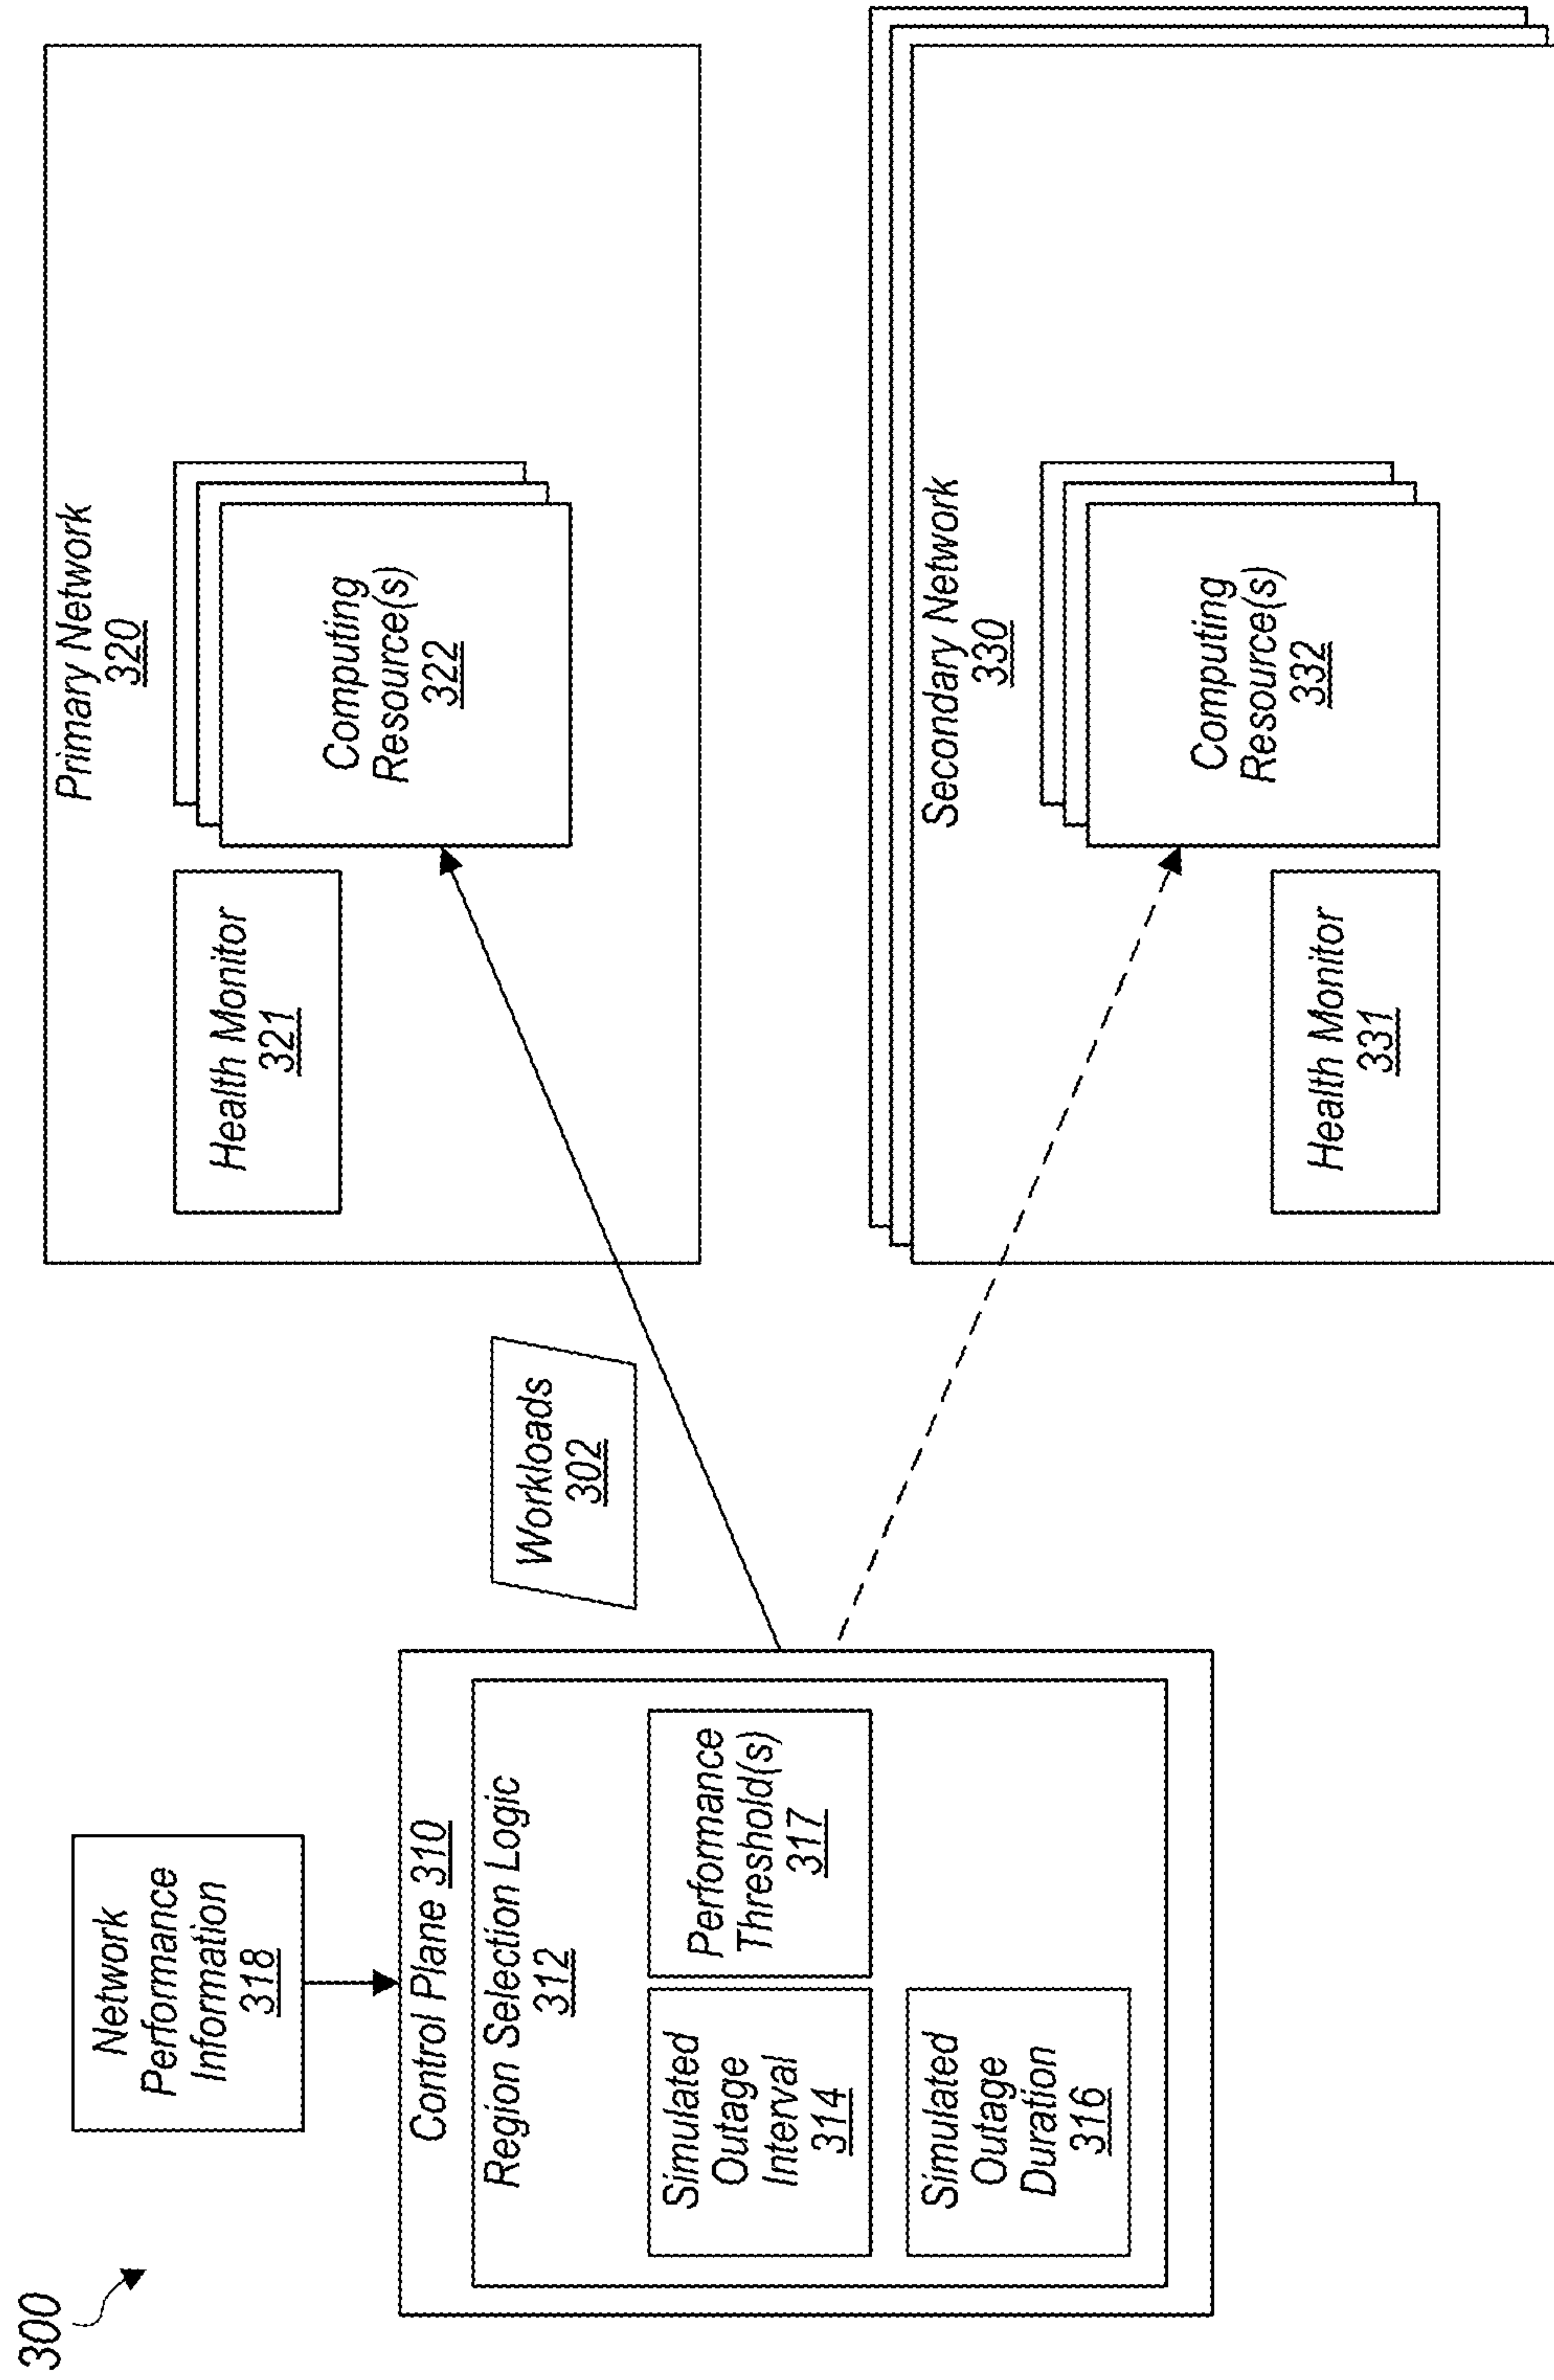 300
Network
Performance
Information
318
Control Plane 310
Region Selection Logic
312
Simulated
Outage
Interval
314
Performance
Threshold(s)
317
Simulated
Outage
Duration
316
Workloads
302
Primary Network
320
Health Monitor
321
Computing
Resource(s)
322
Secondary Network
330
Health Monitor
331
Computing
Resource(s)
332